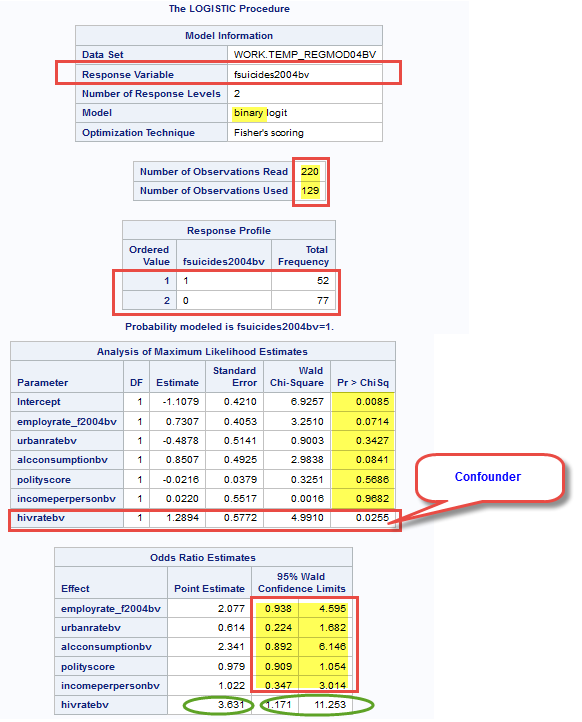 The LOGISTIC Procedure
Model Information
Data Set WORK.TEMP_REGMOD04BV
Response Variable fsuicides2004bv
Number of Response Levels 2
Model binary logit
Optimization Technique Fisher's scoring
Number of Observations Read 220
Number of Observations Used 129
Response Profile
Ordered Value fsuicides2004bv Total Frequency
1 1 52
2 0 77
Probability modeled is fsuicides2004bv=1.
Analysis of Maximum Likelihood Estimates
Parameter DF Estimate Standard Error Wald Chi-Square Pr > ChiSq
Intercept 1 -1.1079 0.4210 6.9257 0.0085
employrate_f2004bv 1 0.7307 0.4053 3.2510 0.0714
urbanratebv 1 -0.4878 0.5141 0.9003 0.3427
alcconsumptionbv 1 0.8507 0.4925 2.9838 0.0841
polityscore 1 -0.0216 0.0379 0.3251 0.5686
incomeperpersonbv 1 0.0220 0.5517 0.0016 0.9682
hivratebv 1 1.2894 0.5772 4.9910 0.0255
Confounder
Odds Ratio Estimates
Effect Point Estimate 95% Wald Confidence Limits
employrate_f2004bv 2.077 0.938 4.595
urbanratebv 0.614 0.224 1.682
alcconsumptionbv 2.341 0.892 6.146
polityscore 0.979 0.909 1.054
incomeperpersonbv 1.022 0.347 3.014
hivratebv 3.631 1.171 11.253